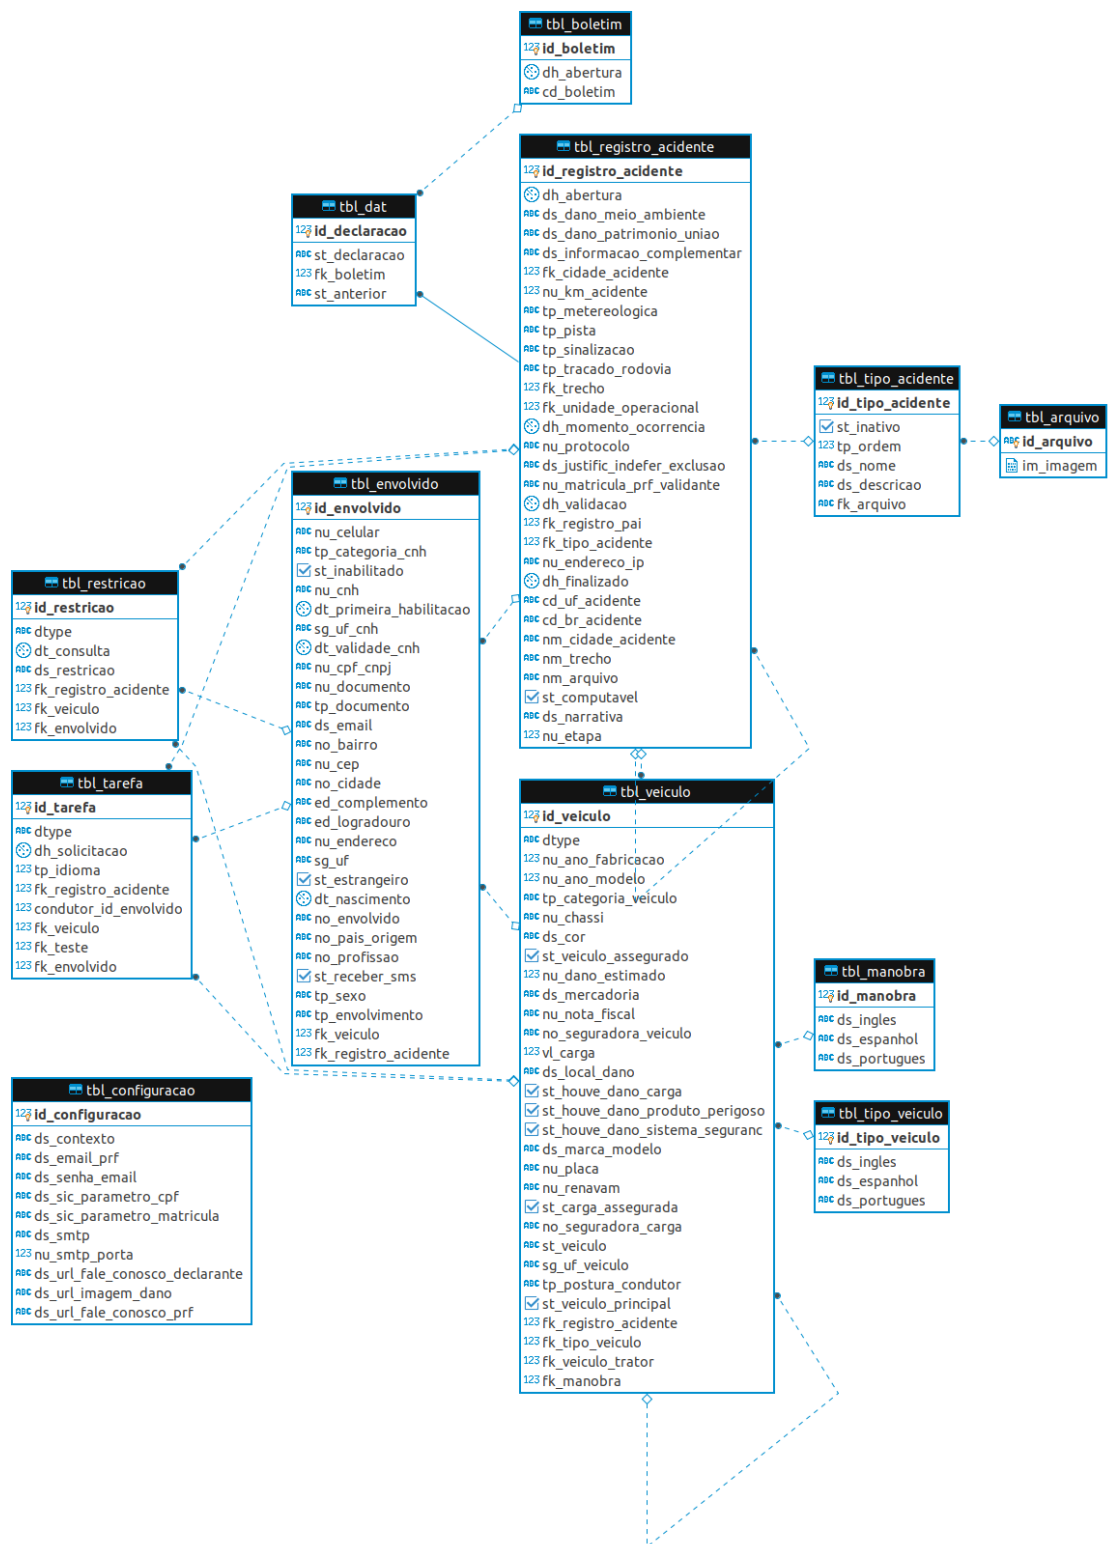 tbl_boletim
id_boletim
dh_abertura
cd_boletim
tbl_registro_acidente
id_registro_acidente
dh_abertura
ds_dano_meio_ambiente
ds_dano_patrimonio_uniao
ds_informacao_complementar
fk_cidade_acidente
nu_km_acidente
tp_metereologica
tp_pista
tp_sinalizacao
tp_tracado_rodovia
fk_trecho
fk_unidade_operacional
dh_momento_ocorrencia
nu_protocolo
ds_justific_indefer_exclusao
nu_matricula_prf_validante
dh_validacao
fk_registro_pai
fk_tipo_acidente
nu_endereco_ip
dh_finalizado
cd_uf_acidente
cd_br_acidente
nm_cidade_acidente
nm_trecho
nm_arquivo
st_computavel
ds_narrativa
nu_etapa
tbl_dat
id_declaracao
st_declaracao
fk_boletim
st_anterior
tbl_tipo_acidente
id_tipo_acidente
st_inativo
tp_ordem
ds_nome
ds_descricao
fk_arquivo
tbl_arquivo
id_arquivo
im_imagem
tbl_envolvido
id_envolvido
nu_celular
tp_categoria_cnh
st_inabilitado
nu_cnh
dt_primeira_habilitacao
sg_uf_cnh
dt_validade_cnh
nu_cpf_cnpj
nu_documento
tp_documento
ds_email
no_bairro
nu_cep
no_cidade
ed_complemento
ed_logradouro
nu_endereco
sg_uf
st_estrangeiro
dt_nascimento
no_envolvido
no_pais_origem
no_profissao
st_receber_sms
tp_sexo
tp_envolvimento
fk_veiculo
fk_registro_acidente
tbl_restricao
id_restricao
dtype
dt_consulta
ds_restricao
fk_registro_acidente
fk_veiculo
fk_envolvido
tbl_tarefa
id_tarefa
dtype
dh_solicitacao
tp_idioma
fk_registro_acidente
condutor_id_envolvido
fk_veiculo
fk_teste
fk_envolvido
tbl_veiculo
id_veiculo
dtype
nu_ano_fabricacao
nu_ano_modelo
tp_categoria_veiculo
nu_chassi
ds_cor
st_veiculo_assegurado
nu_dano_estimado
ds_mercadoria
nu_nota_fiscal
no_seguradora_veiculo
vl_carga
ds_local_dano
st_houve_dano_carga
st_houve_dano_produto_perigoso
st_houve_dano_sistema_seguranc
ds_marca_modelo
nu_placa
nu_renavam
st_carga_assegurada
no_seguradora_carga
st_veiculo
sg_uf_veiculo
tp_postura_condutor
st_veiculo_principal
fk_registro_acidente
fk_tipo_veiculo
fk_veiculo_trator
fk_manobra
tbl_manobra
id_manobra
ds_ingles
ds_espanhol
ds_portugues
tbl_tipo_veiculo
id_tipo_veiculo
ds_ingles
ds_espanhol
ds_portugues
tbl_configuracao
id_configuracao
ds_contexto
ds_email_prf
ds_senha_email
ds_sic_parametro_cpf
ds_sic_parametro_matricula
ds_smtp
nu_smtp_porta
ds_url_fale_conosco_declarante
ds_url_imagem_dano
ds_url_fale_conosco_prf